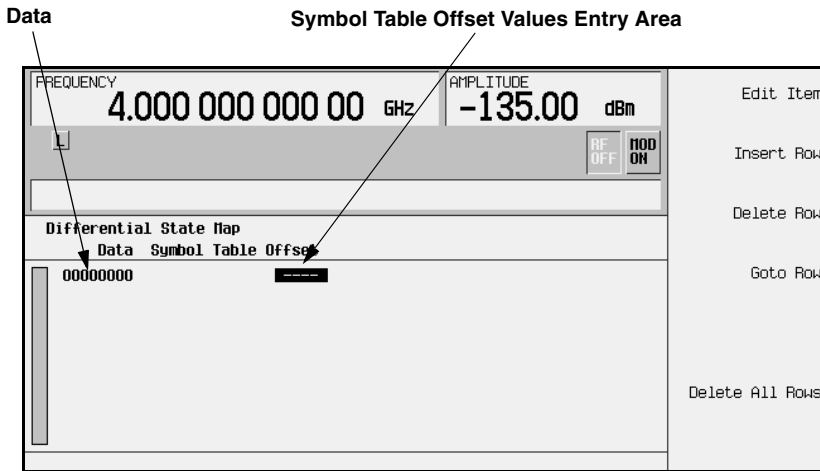 Data
Symbol Table Offset Values Entry Area
FREQUENCY
4.000 000 000 00 GHz
AMPLITUDE
-135.00 dBm
L
RF OFF
MOD ON
Edit Item
Insert Row
Delete Row
Goto Row
Delete All Rows
Differential State Map
Data Symbol Table Offset
00000000 ----